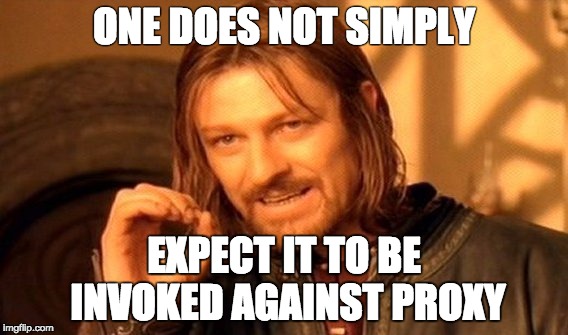 ONE DOES NOT SIMPLY
EXPECT IT TO BE
INVOKED AGAINST PROXY
imgflip.com